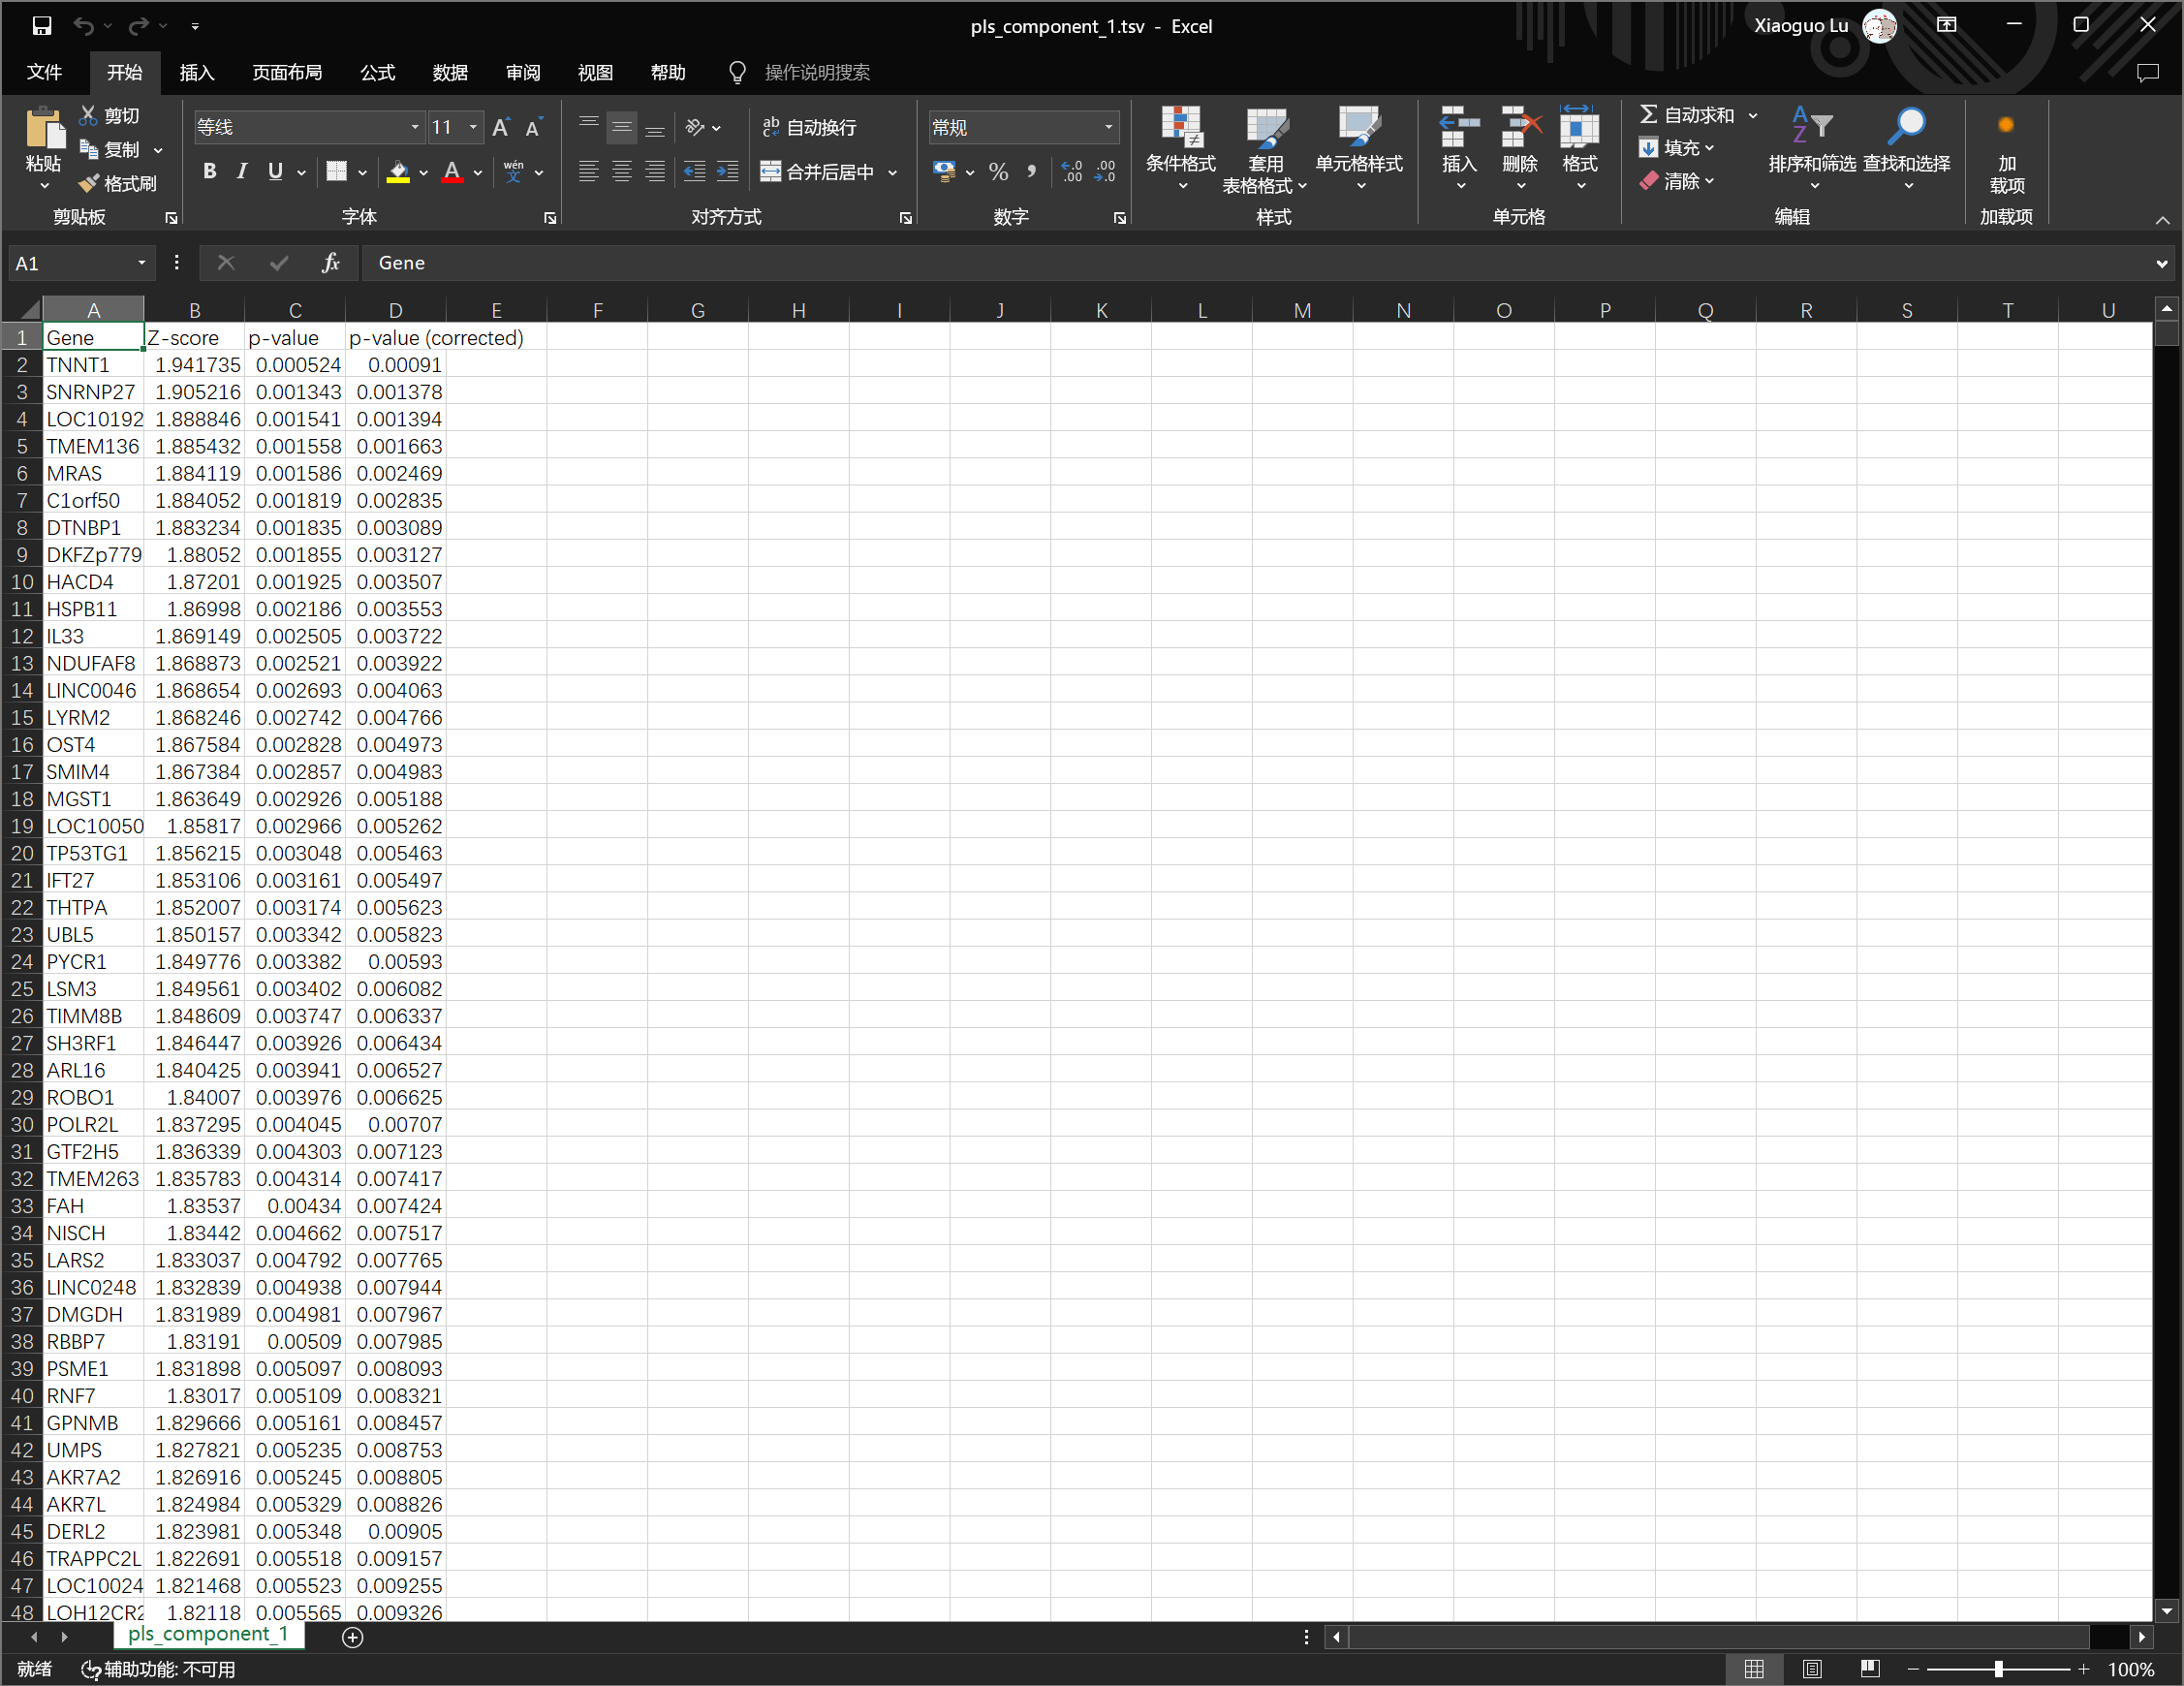 pls_component_1.tsv - Excel
Xiaoguo Lu
文件 开始 插入 页面布局 公式 数据 审阅 视图 帮助 操作说明搜索
粘贴
剪切
复制
格式刷
剪贴板
等线 11
B I U A wén 文
字体
ab 自动换行
合并后居中
对齐方式
常规
% , .00
数字
条件格式
套用
表格格式
单元格样式
样式
插入 删除 格式
单元格
Σ 自动求和
填充
清除
排序和筛选 查找和选择
编辑
加
载项
加载项
A1 fx Gene
A B C D E F G H I J K L M N O P Q R S T U
1 Gene Z-score p-value p-value (corrected)
2 TNNT1 1.941735 0.000524 0.00091
3 SNRNP27 1.905216 0.001343 0.001378
4 LOC10192 1.888846 0.001541 0.001394
5 TMEM136 1.885432 0.001558 0.001663
6 MRAS 1.884119 0.001586 0.002469
7 C1orf50 1.884052 0.001819 0.002835
8 DTNBP1 1.883234 0.001835 0.003089
9 DKFZp779 1.88052 0.001855 0.003127
10 HACD4 1.87201 0.001925 0.003507
11 HSPB11 1.86998 0.002186 0.003553
12 IL33 1.869149 0.002505 0.003722
13 NDUFAF8 1.868873 0.002521 0.003922
14 LINC0046 1.868654 0.002693 0.004063
15 LYRM2 1.868246 0.002742 0.004766
16 OST4 1.867584 0.002828 0.004973
17 SMIM4 1.867384 0.002857 0.004983
18 MGST1 1.863649 0.002926 0.005188
19 LOC10050 1.85817 0.002966 0.005262
20 TP53TG1 1.856215 0.003048 0.005463
21 IFT27 1.853106 0.003161 0.005497
22 THTPA 1.852007 0.003174 0.005623
23 UBL5 1.850157 0.003342 0.005823
24 PYCR1 1.849776 0.003382 0.00593
25 LSM3 1.849561 0.003402 0.006082
26 TIMM8B 1.848609 0.003747 0.006337
27 SH3RF1 1.846447 0.003926 0.006434
28 ARL16 1.840425 0.003941 0.006527
29 ROBO1 1.84007 0.003976 0.006625
30 POLR2L 1.837295 0.004045 0.00707
31 GTF2H5 1.836339 0.004303 0.007123
32 TMEM263 1.835783 0.004314 0.007417
33 FAH 1.83537 0.00434 0.007424
34 NISCH 1.83442 0.004662 0.007517
35 LARS2 1.833037 0.004792 0.007765
36 LINC0248 1.832839 0.004938 0.007944
37 DMGDH 1.831989 0.004981 0.007967
38 RBBP7 1.83191 0.00509 0.007985
39 PSME1 1.831898 0.005097 0.008093
40 RNF7 1.83017 0.005109 0.008321
41 GPNMB 1.829666 0.005161 0.008457
42 UMPS 1.827821 0.005235 0.008753
43 AKR7A2 1.826916 0.005245 0.008805
44 AKR7L 1.824984 0.005329 0.008826
45 DERL2 1.823981 0.005348 0.00905
46 TRAPPC2L 1.822691 0.005518 0.009157
47 LOC10024 1.821468 0.005523 0.009255
48 LOH12CR2 1.82118 0.005565 0.009326
pls_component_1
就绪 辅助功能: 不可用 100%